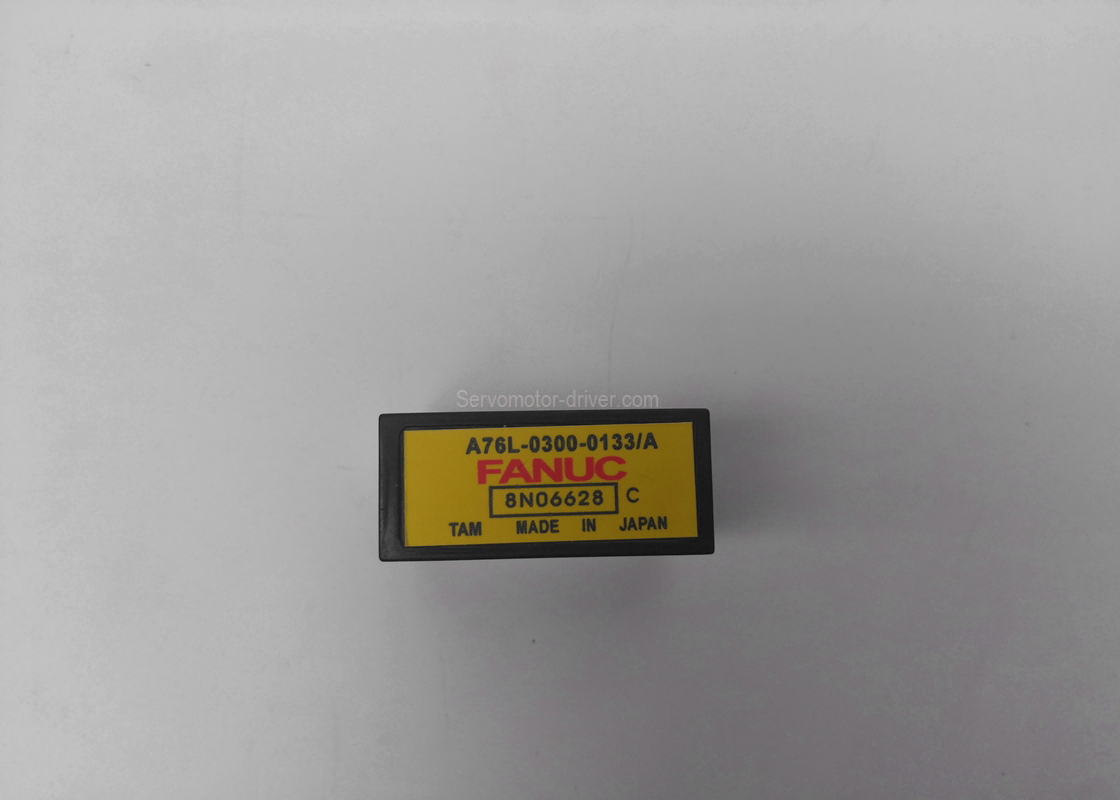 Servomotor-driver.com
A76L-0300-0133/A
FANUC
8N06628 C
TAM MADE IN JAPAN